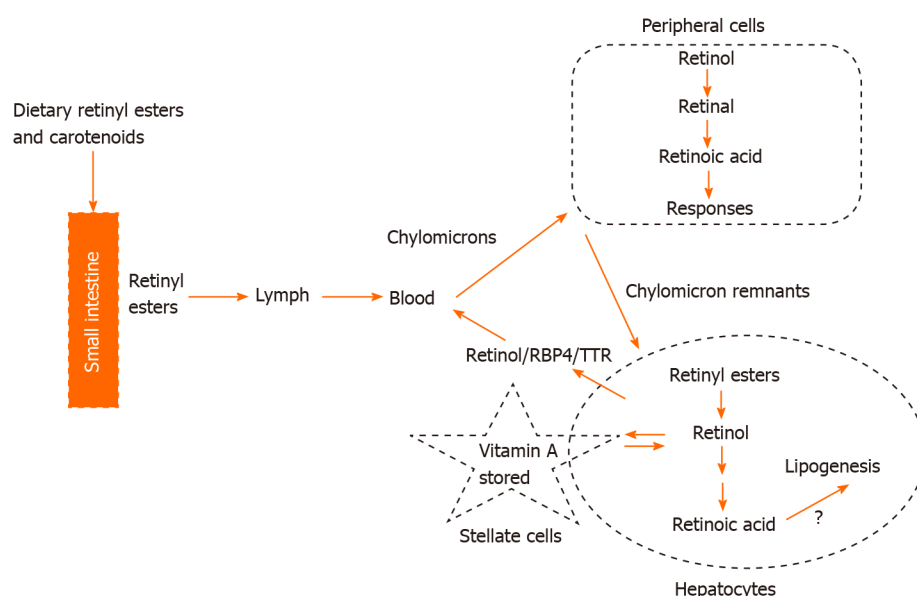 Peripheral cells
Retinol
Retinal
Retinoic acid
Responses
Dietary retinyl esters
and carotenoids
Small intestine
Retinyl
esters
Lymph
Blood
Chylomicrons
Chylomicron remnants
Retinol/RBP4/TTR
Retinyl esters
Retinol
Lipogenesis
Retinoic acid
?
Vitamin A
stored
Stellate cells
Hepatocytes